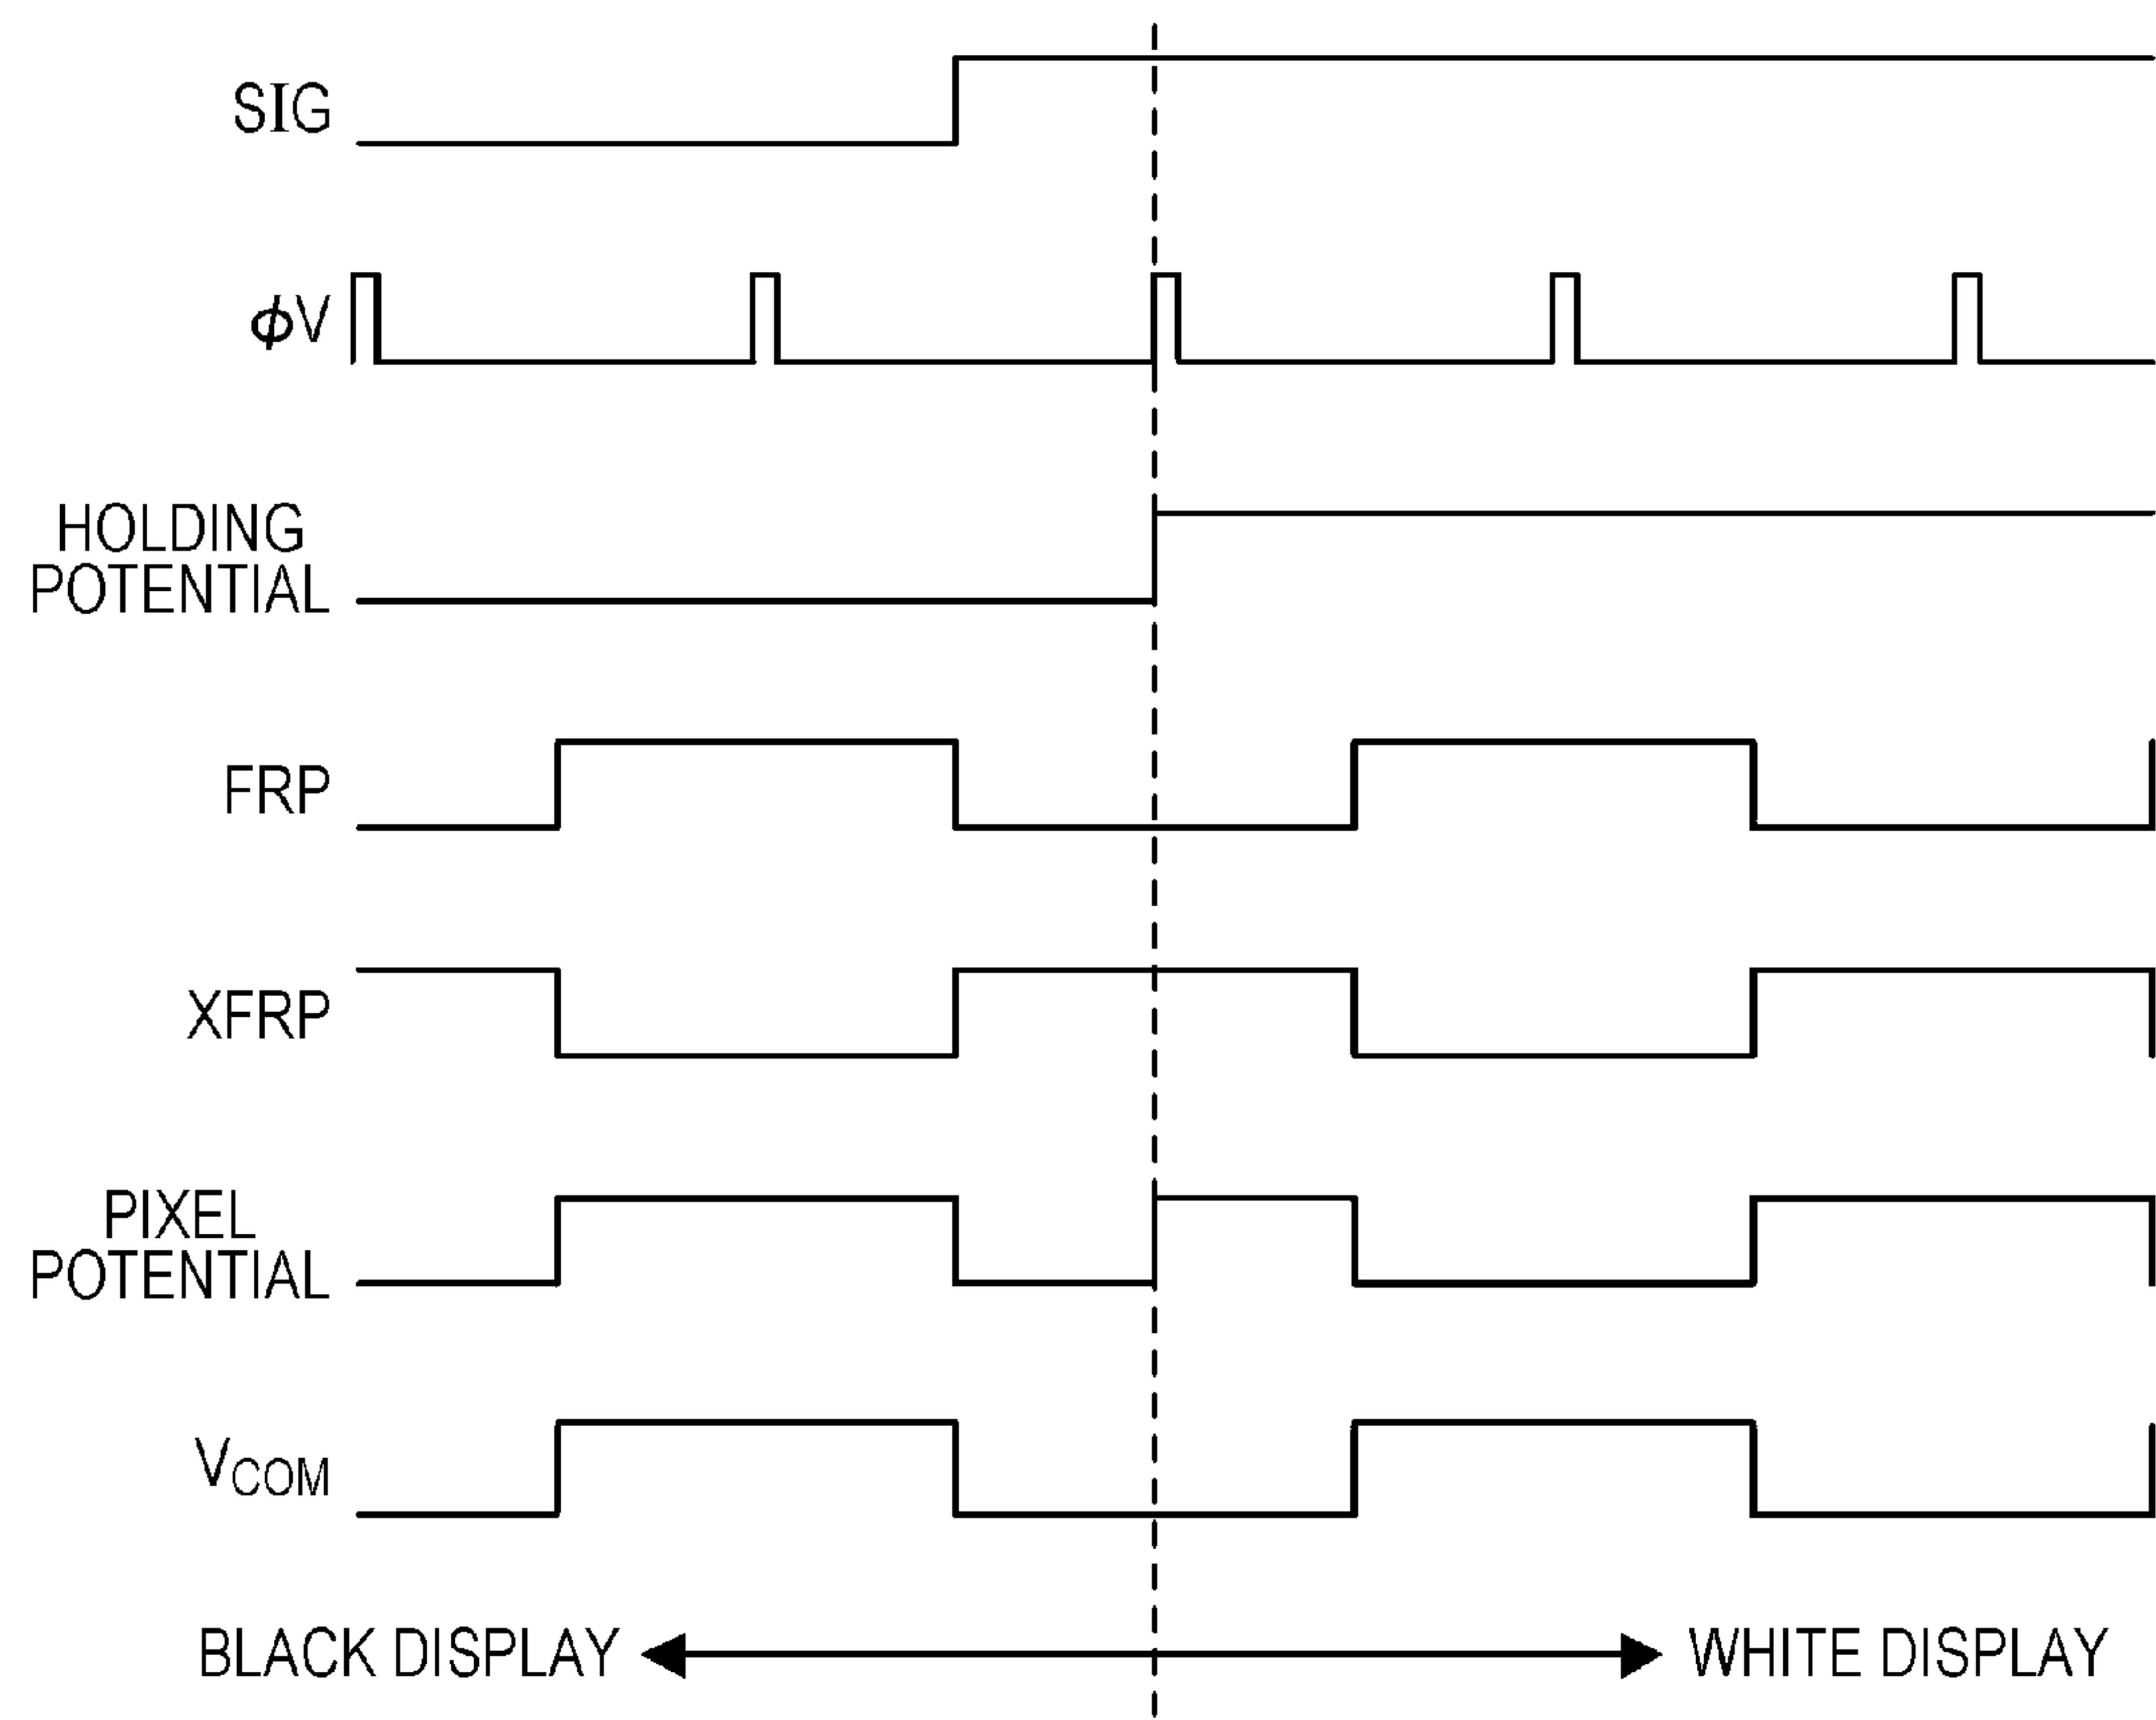 SIG
ϕV
HOLDING
POTENTIAL
FRP
XFRP
PIXEL
POTENTIAL
VCOM
BLACK DISPLAY WHITE DISPLAY